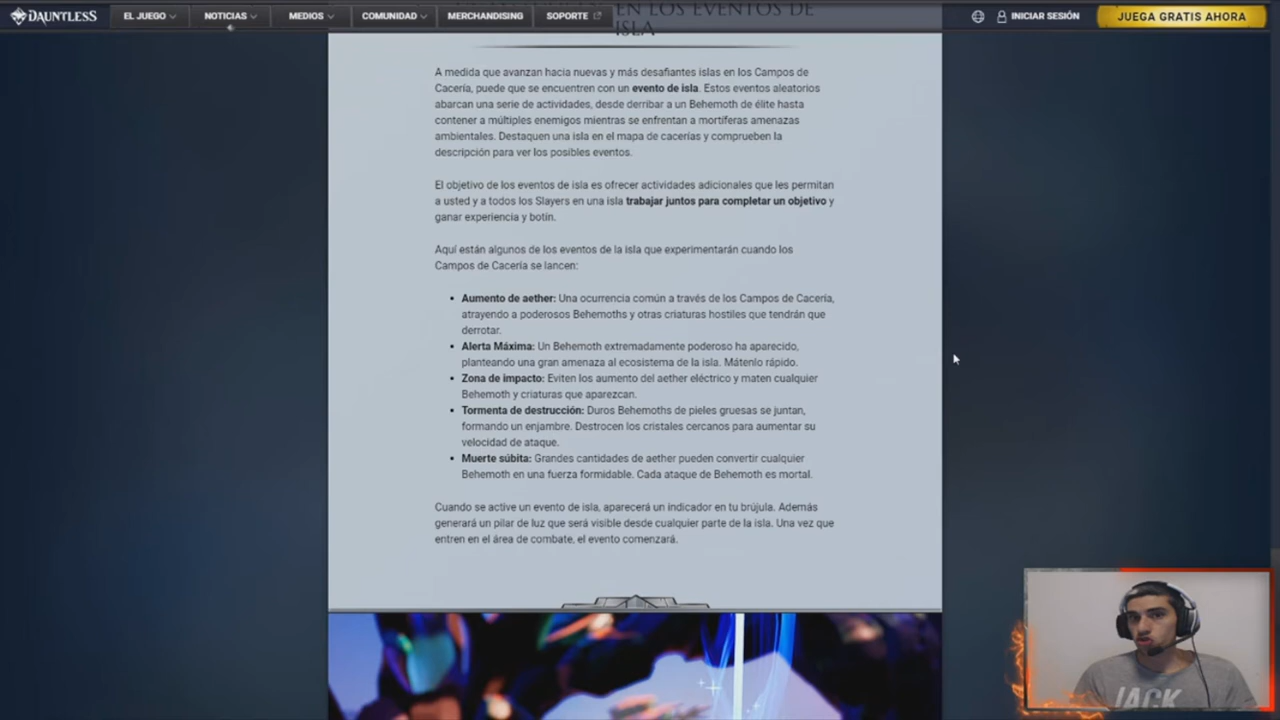 DAUNTLESS
EL JUEGO
NOTICIAS
MEDIOS
COMUNIDAD
MERCHANDISING
SOPORTE
INICIAR SESIÓN
JUEGA GRATIS AHORA
EN LOS EVENTOS DE
ISLA
A medida que avanzan hacia nuevas y más desafiantes islas en los Campos de
Cacería, puede que se encuentren con un evento de isla. Estos eventos aleatorios
abarcan una serie de actividades, desde derribar a un Behemoth de élite hasta
contener a múltiples enemigos mientras se enfrentan a mortíferas amenazas
ambientales. Destaquen una isla en el mapa de cacerías y comprueben la
descripción para ver los posibles eventos.
El objetivo de los eventos de isla es ofrecer actividades adicionales que les permitan
a usted y a todos los Slayers en una isla trabajar juntos para completar un objetivo y
ganar experiencia y botín.
Aquí están algunos de los eventos de la isla que experimentarán cuando los
Campos de Cacería se lancen:
• Aumento de aether: Una ocurrencia común a través de los Campos de Cacería,
atrayendo a poderosos Behemoths y otras criaturas hostiles que tendrán que
derrotar.
• Alerta Máxima: Un Behemoth extremadamente poderoso ha aparecido,
planteando una gran amenaza al ecosistema de la isla. Mátenlo rápido.
• Zona de impacto: Eviten los aumento del aether eléctrico y maten cualquier
Behemoth y criaturas que aparezcan.
• Tormenta de destrucción: Duros Behemoths de pieles gruesas se juntan,
formando un enjambre. Destrocen los cristales cercanos para aumentar su
velocidad de ataque.
• Muerte súbita: Grandes cantidades de aether pueden convertir cualquier
Behemoth en una fuerza formidable. Cada ataque de Behemoth es mortal.
Cuando se active un evento de isla, aparecerá un indicador en tu brújula. Además
generará un pilar de luz que será visible desde cualquier parte de la isla. Una vez que
entren en el área de combate, el evento comenzará.
JACK